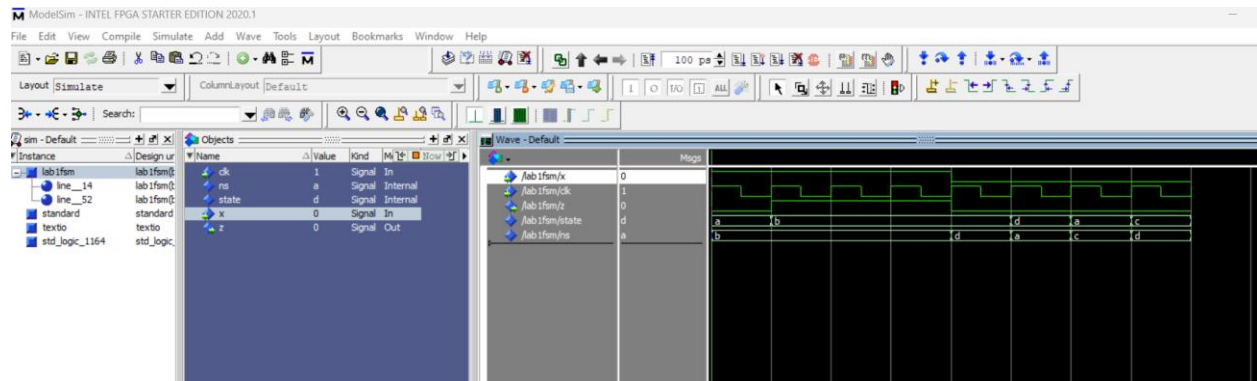 ModelSim - INTEL FPGA STARTER EDITION 2020.1
File Edit View Compile Simulate Add Wave Tools Layout Bookmarks Window Help
100 ps
Layout Simulate
ColumnLayout Default
ALL
Search:
sim - Default
Objects
Wave - Default
Instance Design ur
Name Value Kind Now
Msgs
lab1fsm lab1fsm(
line__14 lab1fsm(
line__52 lab1fsm(
standard standard
textio textio
std_logic_1164 std_logic_
clk 1 Signal In
ns a Signal Internal
state d Signal Internal
x 0 Signal In
z 0 Signal Out
/lab1fsm/x 0
/lab1fsm/clk 1
/lab1fsm/z 0
/lab1fsm/state d a b d a c
/lab1fsm/ns a b d a c d